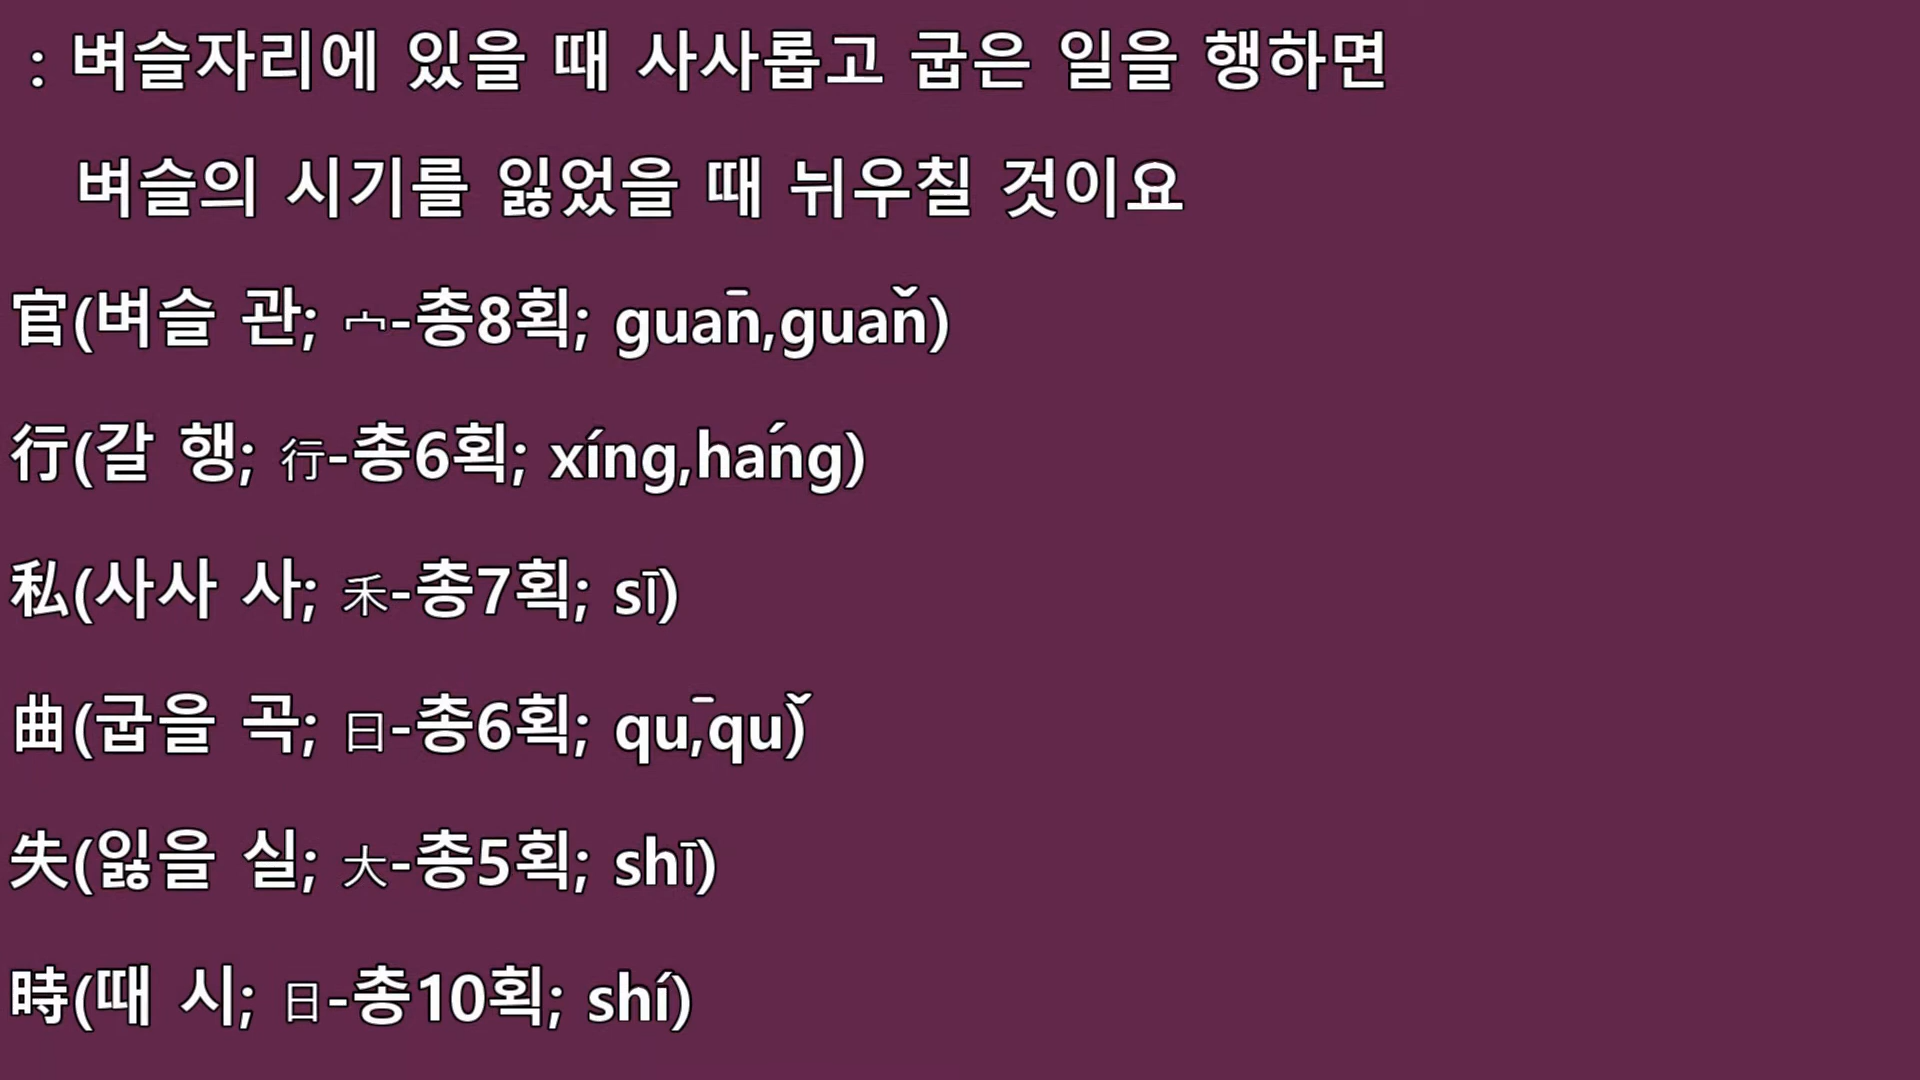 : 벼슬자리에 있을 때 사사롭고 굽은 일을 행하면
벼슬의 시기를 잃었을 때 뉘우칠 것이요
官(벼슬 관; 宀-총8획; guān,guǎn)
行(갈 행; 行-총6획; xíng,háng)
私(사사 사; 禾-총7획; sī)
曲(굽을 곡; 曰-총6획; qū,qǔ)
失(잃을 실; 大-총5획; shī)
時(때 시; 日-총10획; shí)